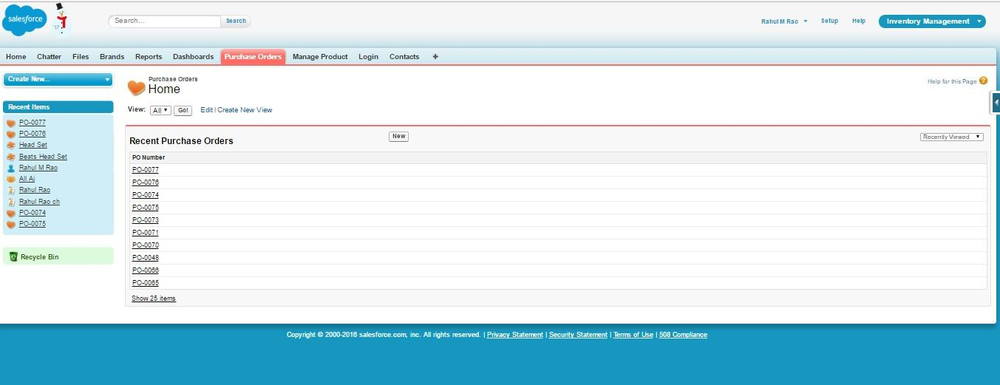 salesforce
Search...
Search
Rahul M Rao
Setup
Help
Inventory Management
Home Chatter Files Brands Reports Dashboards Purchase Orders Manage Product Login Contacts +
Create New...
Recent Items
PO-0077
PO-0076
Head Set
Beats Head Set
Rahul M Rao
All Ai
Rahul Rao
Rahul Rao ch
PO-0074
PO-0075
Recycle Bin
Purchase Orders
Home
Help for this Page ?
View: All Go! Edit | Create New View
Recent Purchase Orders
New
Recently Viewed
PO Number
PO-0077
PO-0076
PO-0074
PO-0075
PO-0073
PO-0071
PO-0070
PO-0048
PO-0066
PO-0065
Show 25 items
Copyright © 2000-2016 salesforce.com, inc. All rights reserved. | Privacy Statement | Security Statement | Terms of Use | 508 Compliance